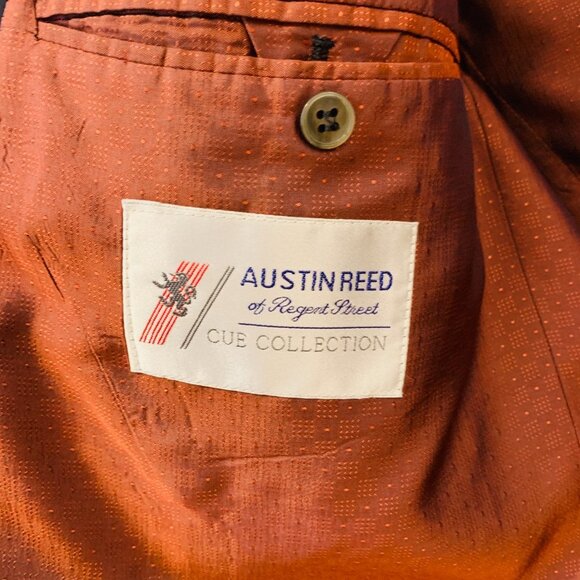 AUSTIN REED
of Regent Street
CUE COLLECTION